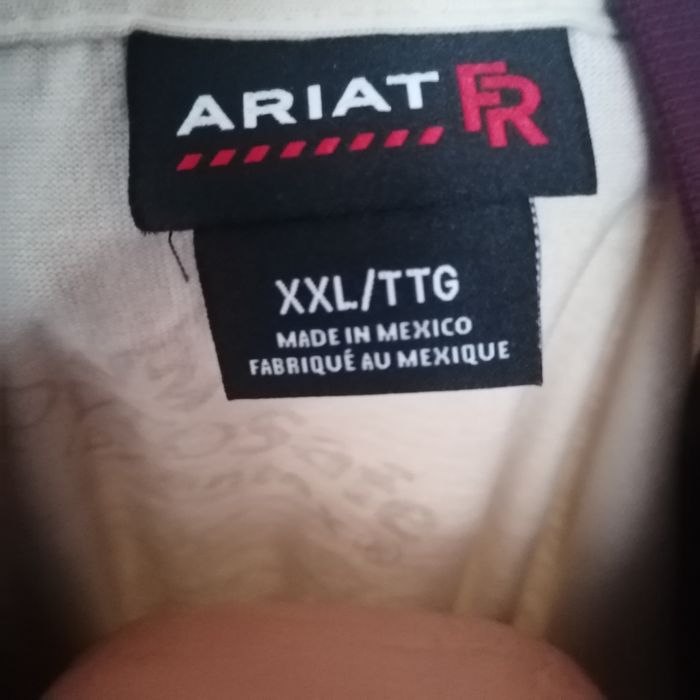 ARIAT FR
XXL/TTG
MADE IN MEXICO
FABRIQUÉ AU MEXIQUE